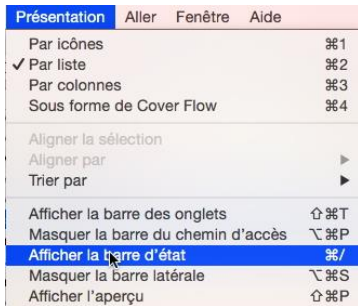 Présentation Aller Fenêtre Aide
Par icônes ⌘1
✓ Par liste ⌘2
Par colonnes ⌘3
Sous forme de Cover Flow ⌘4
Aligner la sélection
Aligner par ▶
Trier par ▶
Afficher la barre des onglets ⇧⌘T
Masquer la barre du chemin d'accès ⌥⌘P
Afficher la barre d'état ⌘/
Masquer la barre latérale ⌥⌘S
Afficher l'aperçu ⇧⌘P